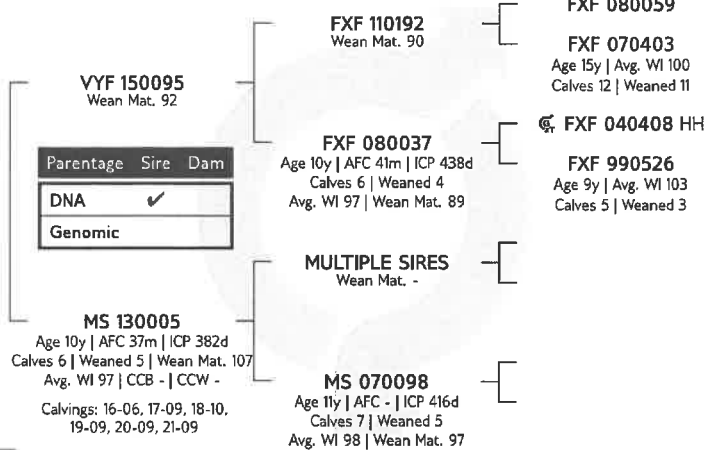 FXF 080059
FXF 110192
Wean Mat. 90
FXF 070403
Age 15y | Avg. WI 100
Calves 12 | Weaned 11
VYF 150095
Wean Mat. 92
FXF 040408 HH
FXF 080037
Age 10y | AFC 41m | ICP 438d
Calves 6 | Weaned 4
Avg. WI 97 | Wean Mat. 89
FXF 990526
Age 9y | Avg. WI 103
Calves 5 | Weaned 3
Parentage Sire Dam
DNA ✔
Genomic
MULTIPLE SIRES
Wean Mat. -
MS 130005
Age 10y | AFC 37m | ICP 382d
Calves 6 | Weaned 5 | Wean Mat. 107
Avg. WI 97 | CCB - | CCW -
Calvings: 16-06, 17-09, 18-10,
19-09, 20-09, 21-09
MS 070098
Age 11y | AFC - | ICP 416d
Calves 7 | Weaned 5
Avg. WI 98 | Wean Mat. 97